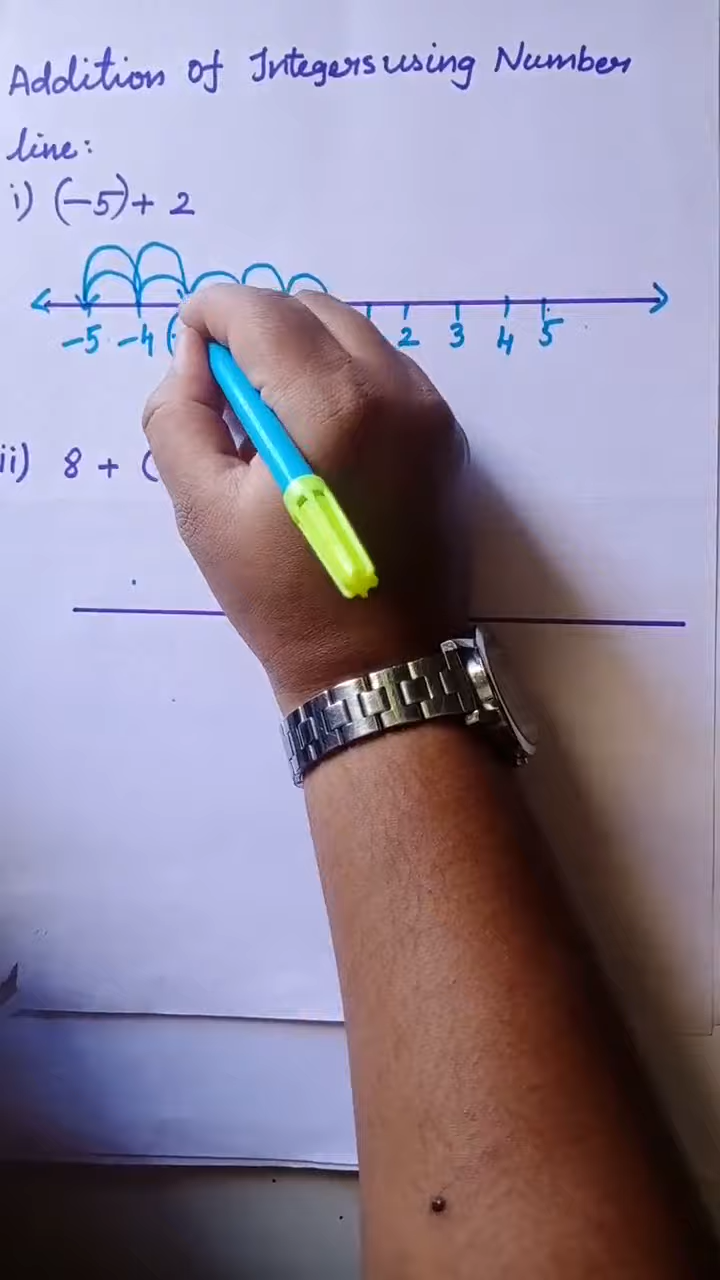 Addition of Integers using Number
line:
i) (-5) + 2
-5 -4 ( 2 3 4 5
ii) 8 + (